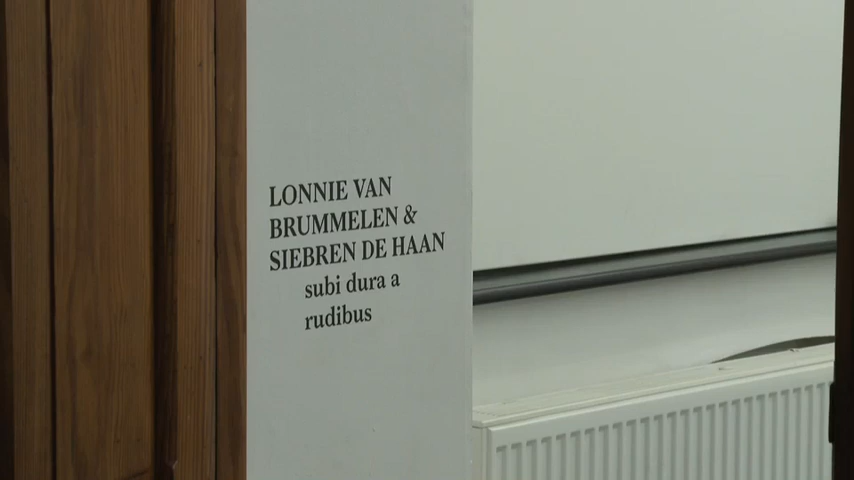 LONNIE VAN
BRUMMELEN &
SIEBREN DE HAAN
subi dura a
rudibus